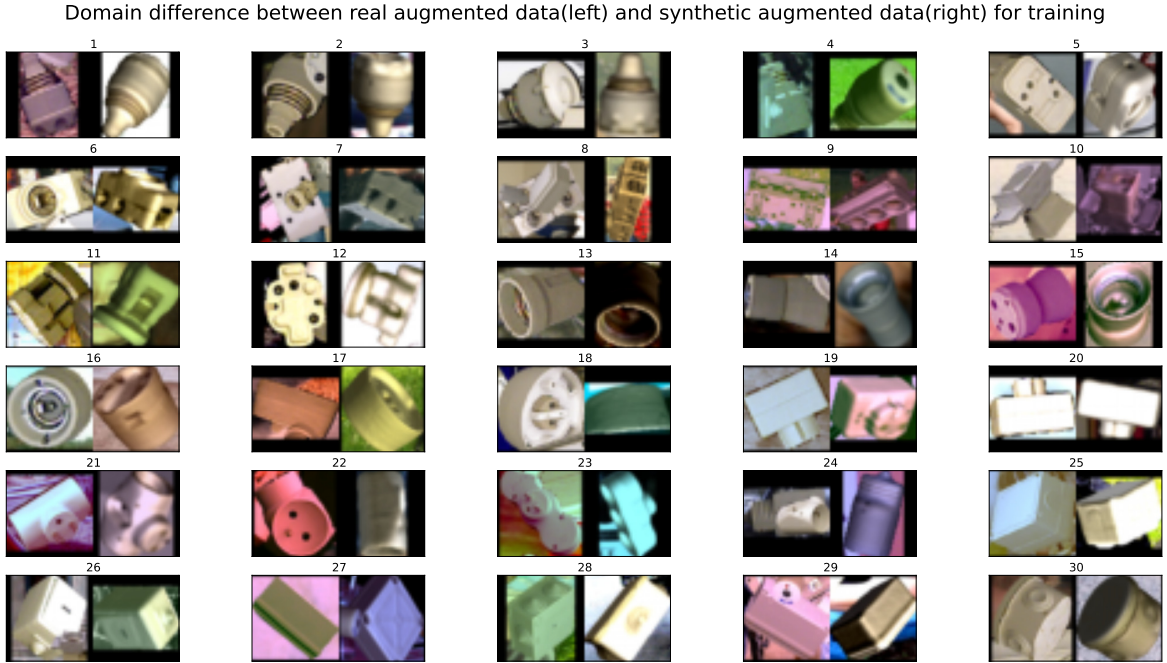 Domain difference between real augmented data(left) and synthetic augmented data(right) for training
1 2 3 4 5
6 7 8 9 10
11 12 13 14 15
16 17 18 19 20
21 22 23 24 25
26 27 28 29 30